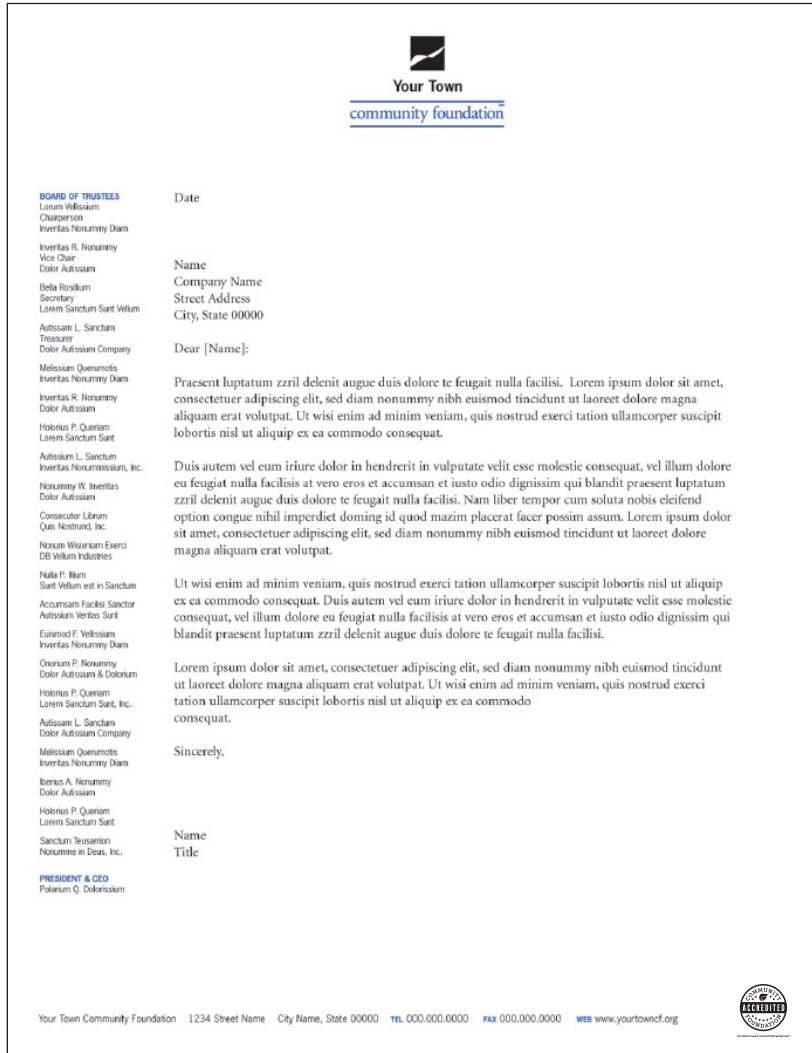 Your Town
community foundation
BOARD OF TRUSTEES
Lorum Vellissium
Chairperson
Inveritas Nonummy Diam
Inveritas R. Nonummy
Vice Chair
Dolor Autissium
Bella Rosilium
Secretary
Lorem Sanctum Sunt Vellum
Autissam L. Sanctum
Treasurer
Dolor Autissium Company
Melissium Querumotis
Inveritas Nonummy Diam
Inveritas R. Nonummy
Dolor Autissium
Holorius P. Queriam
Lorem Sanctum Sunt
Autissium L. Sanctum
Inveritas Nonummissium, Inc.
Nonummy W. Inveritas
Dolor Autissium
Consecutor Librum
Quis Nostrund, Inc.
Nonum Wisieniam Exerci
DB Vellum Industries
Nulla P. Illium
Sunt Vellum est in Sanctum
Accumsam Facilisi Sanctor
Autissium Veritas Sunt
Euismod F. Vellissium
Inveritas Nonummy Diam
Onorium P. Nonummy
Dolor Autissium & Dolorium
Holorius P. Queriam
Lorem Sanctum Sunt, Inc.
Autissam L. Sanctum
Dolor Autissium Company
Melissium Querumotis
Inveritas Nonummy Diam
Iberius A. Nonummy
Dolor Autissium
Holorius P. Queriam
Lorem Sanctum Sunt
Sanctum Teusarrion
Nonumme in Deus, Inc.
PRESIDENT & CEO
Polarium Q. Dolorissium
Date
Name
Company Name
Street Address
City, State 00000
Dear [Name]:
Praesent luptatum zzril delenit augue duis dolore te feugait nulla facilisi. Lorem ipsum dolor sit amet,
consectetuer adipiscing elit, sed diam nonummy nibh euismod tincidunt ut laoreet dolore magna
aliquam erat volutpat. Ut wisi enim ad minim veniam, quis nostrud exerci tation ullamcorper suscipit
lobortis nisl ut aliquip ex ea commodo consequat.
Duis autem vel eum iriure dolor in hendrerit in vulputate velit esse molestie consequat, vel illum dolore
eu feugiat nulla facilisis at vero eros et accumsan et iusto odio dignissim qui blandit praesent luptatum
zzril delenit augue duis dolore te feugait nulla facilisi. Nam liber tempor cum soluta nobis eleifend
option congue nihil imperdiet doming id quod mazim placerat facer possim assum. Lorem ipsum dolor
sit amet, consectetuer adipiscing elit, sed diam nonummy nibh euismod tincidunt ut laoreet dolore
magna aliquam erat volutpat.
Ut wisi enim ad minim veniam, quis nostrud exerci tation ullamcorper suscipit lobortis nisl ut aliquip
ex ea commodo consequat. Duis autem vel eum iriure dolor in hendrerit in vulputate velit esse molestie
consequat, vel illum dolore eu feugiat nulla facilisis at vero eros et accumsan et iusto odio dignissim qui
blandit praesent luptatum zzril delenit augue duis dolore te feugait nulla facilisi.
Lorem ipsum dolor sit amet, consectetuer adipiscing elit, sed diam nonummy nibh euismod tincidunt
ut laoreet dolore magna aliquam erat volutpat. Ut wisi enim ad minim veniam, quis nostrud exerci
tation ullamcorper suscipit lobortis nisl ut aliquip ex ea commodo
consequat.
Sincerely,
Name
Title
Your Town Community Foundation 1234 Street Name City Name, State 00000 TEL 000.000.0000 FAX 000.000.0000 WEB www.yourtowncf.org
COMMUNITY
ACCREDITED
FOUNDATION